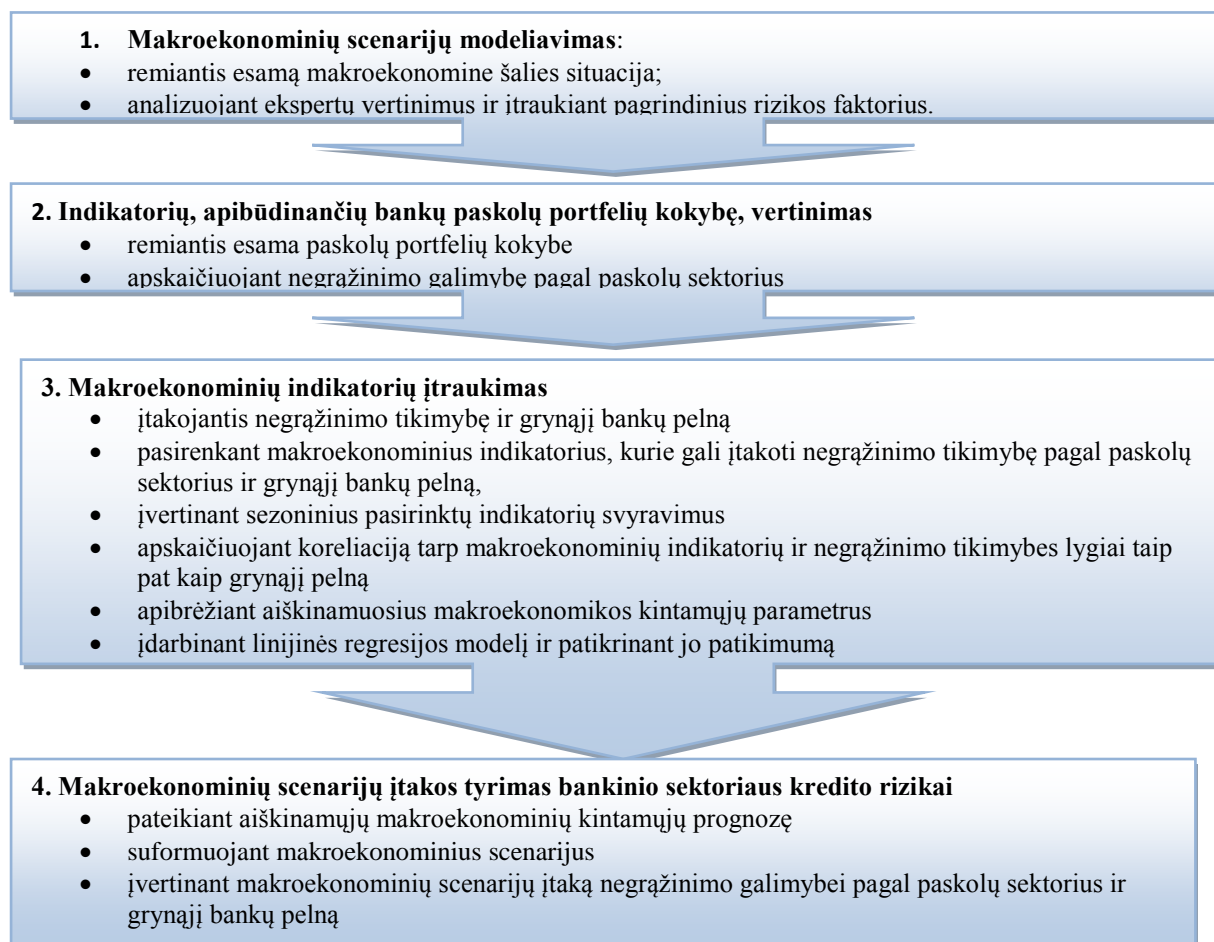 1. Makroekonominių scenarijų modeliavimas:
• remiantis esamą makroekonomine šalies situacija;
• analizuojant ekspertų vertinimus ir įtraukiant pagrindinius rizikos faktorius.
2. Indikatorių, apibūdinančių bankų paskolų portfelių kokybę, vertinimas
• remiantis esama paskolų portfelių kokybe
• apskaičiuojant negrąžinimo galimybę pagal paskolų sektorius
3. Makroekonominių indikatorių įtraukimas
• įtakojantis negrąžinimo tikimybę ir grynąjį bankų pelną
• pasirenkant makroekonominius indikatorius, kurie gali įtakoti negrąžinimo tikimybę pagal paskolų
sektorius ir grynąjį bankų pelną,
• įvertinant sezoninius pasirinktų indikatorių svyravimus
• apskaičiuojant koreliaciją tarp makroekonominių indikatorių ir negrąžinimo tikimybes lygiai taip
pat kaip grynąjį pelną
• apibrėžiant aiškinamuosius makroekonomikos kintamųjų parametrus
• įdarbinant linijinės regresijos modelį ir patikrinant jo patikimumą
4. Makroekonominių scenarijų įtakos tyrimas bankinio sektoriaus kredito rizikai
• pateikiant aiškinamųjų makroekonominių kintamųjų prognozę
• suformuojant makroekonominius scenarijus
• įvertinant makroekonominių scenarijų įtaką negrąžinimo galimybei pagal paskolų sektorius ir
grynąjį bankų pelną